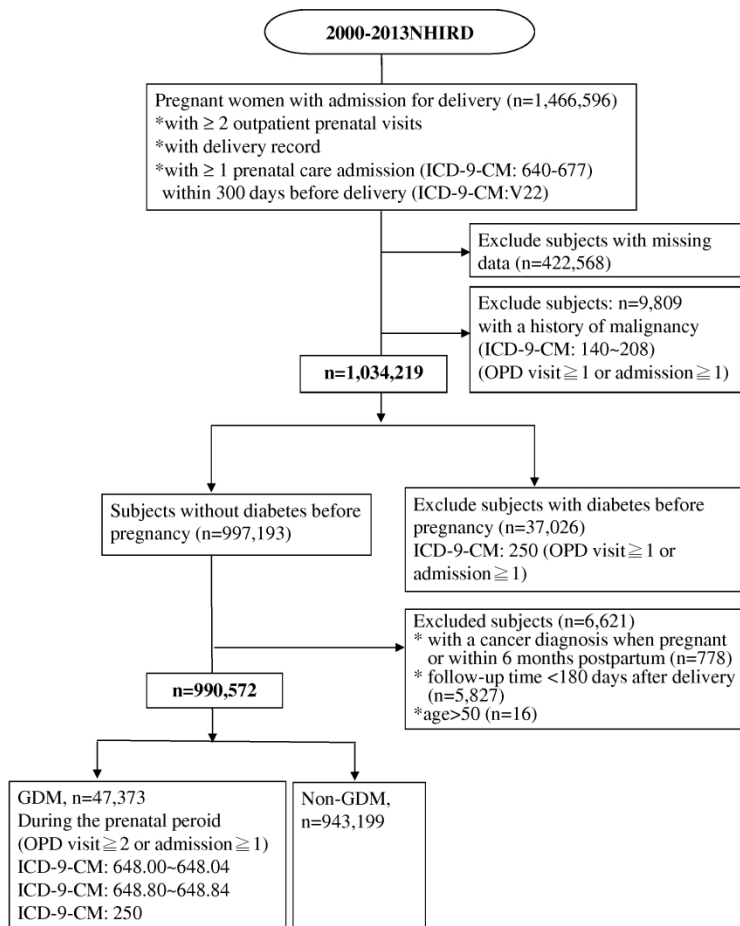 2000-2013NHIRD
Pregnant women with admission for delivery (n=1,466,596)
*with ≥ 2 outpatient prenatal visits
*with delivery record
*with ≥ 1 prenatal care admission (ICD-9-CM: 640-677)
within 300 days before delivery (ICD-9-CM:V22)
Exclude subjects with missing
data (n=422,568)
Exclude subjects: n=9,809
with a history of malignancy
(ICD-9-CM: 140~208)
(OPD visit≧1 or admission≧1)
n=1,034,219
Subjects without diabetes before
pregnancy (n=997,193)
Exclude subjects with diabetes before
pregnancy (n=37,026)
ICD-9-CM: 250 (OPD visit≧1 or
admission≧1)
Excluded subjects (n=6,621)
* with a cancer diagnosis when pregnant
or within 6 months postpartum (n=778)
* follow-up time <180 days after delivery
(n=5,827)
*age>50 (n=16)
n=990,572
GDM, n=47,373
During the prenatal peroid
(OPD visit≧2 or admission≧1)
ICD-9-CM: 648.00~648.04
ICD-9-CM: 648.80~648.84
ICD-9-CM: 250
Non-GDM,
n=943,199